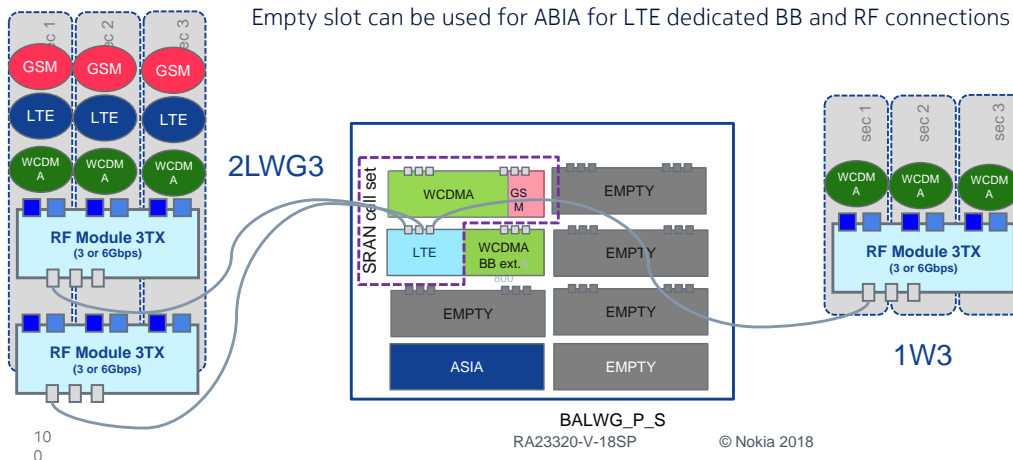 Empty slot can be used for ABIA for LTE dedicated BB and RF connections
sec 2
ec 3
GSM
GSM
GSM
LTE
LTE
LTE
WCDM
A
WCDM
A
WCDM
A
RF Module 3TX
(3 or 6Gbps)
RF Module 3TX
(3 or 6Gbps)
10
0
2LWG3
SRAN cell set
WCDMA
GS
M
EMPTY
LTE
WCDMA
BB ext.
800
EMPTY
EMPTY
EMPTY
ASIA
EMPTY
BALWG_P_S
RA23320-V-18SP
© Nokia 2018
sec 1
sec 2
sec 3
WCDM
A
WCDM
A
WCDM
A
RF Module 3TX
(3 or 6Gbps)
1W3